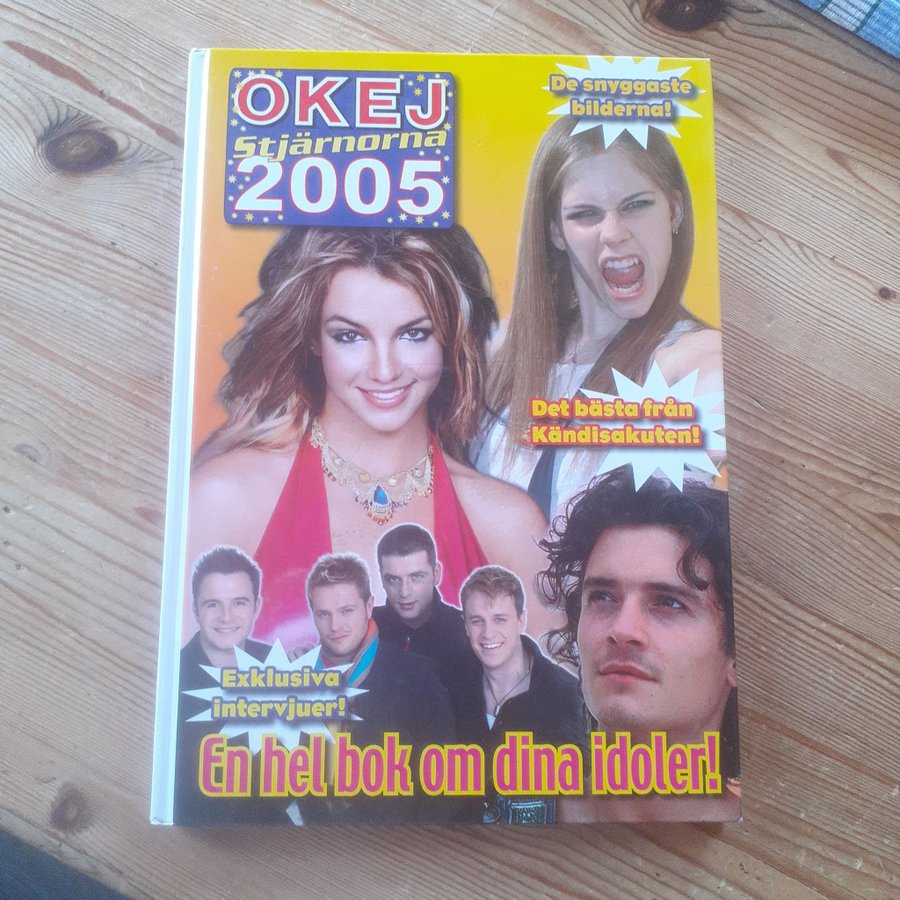 OKEJ
Stjärnorna
2005
De snyggaste
bilderna!
Det bästa från
Kändisakuten!
Exklusiva
intervjuer!
En hel bok om dina idoler!